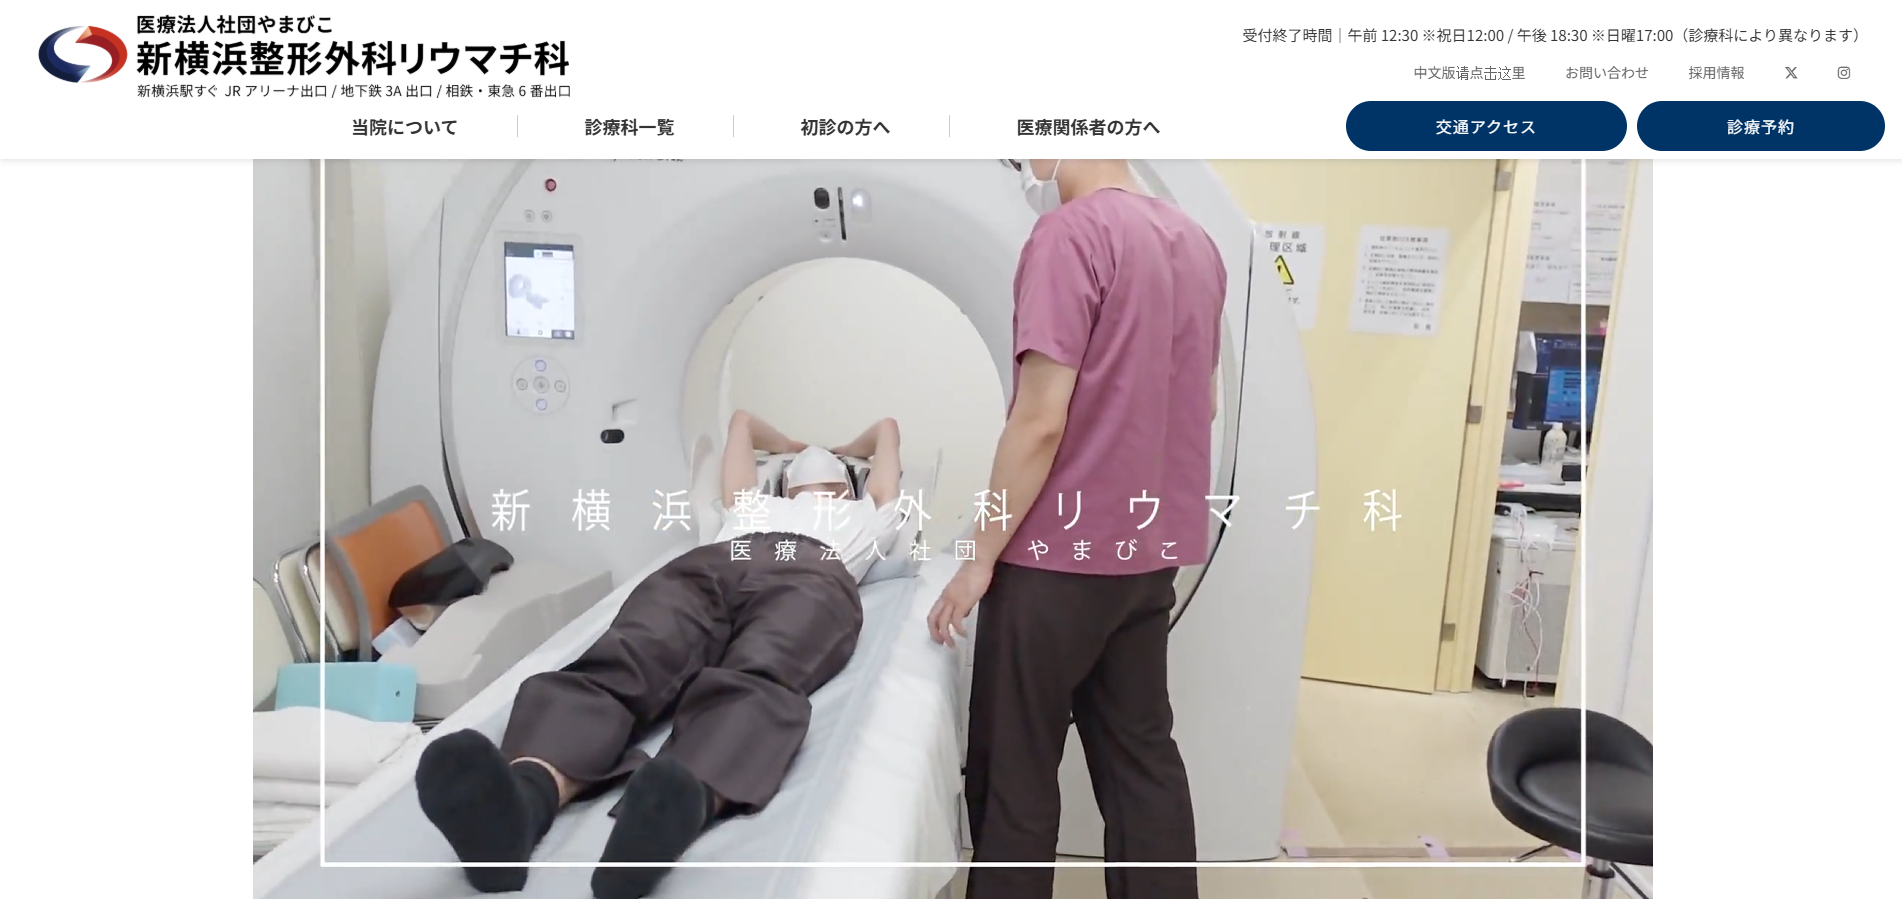 医療法人社団やまびこ
新横浜整形外科リウマチ科
新横浜駅すぐ JR アリーナ出口 / 地下鉄 3A 出口 / 相鉄・東急 6 番出口
受付終了時間｜午前 12:30 ※祝日12:00 / 午後 18:30 ※日曜17:00（診療科により異なります）
中文版请点击这里 お問い合わせ 採用情報
当院について 診療科一覧 初診の方へ 医療関係者の方へ 交通アクセス 診療予約
放射線
理区域
新横浜整形外科リウマチ科
医療法人社団 やまびこ